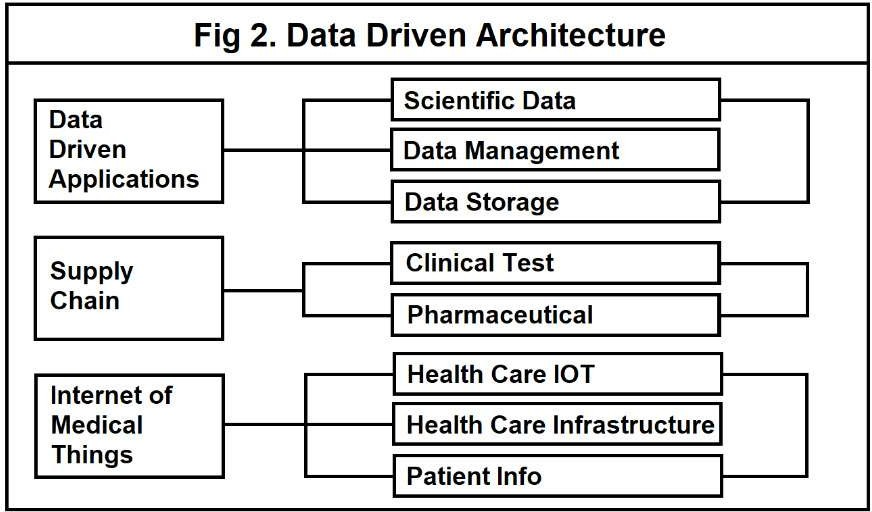 Fig 2. Data Driven Architecture
Data
Driven
Applications
Scientific Data
Data Management
Data Storage
Supply
Chain
Clinical Test
Pharmaceutical
Internet of
Medical
Things
Health Care IOT
Health Care Infrastructure
Patient Info